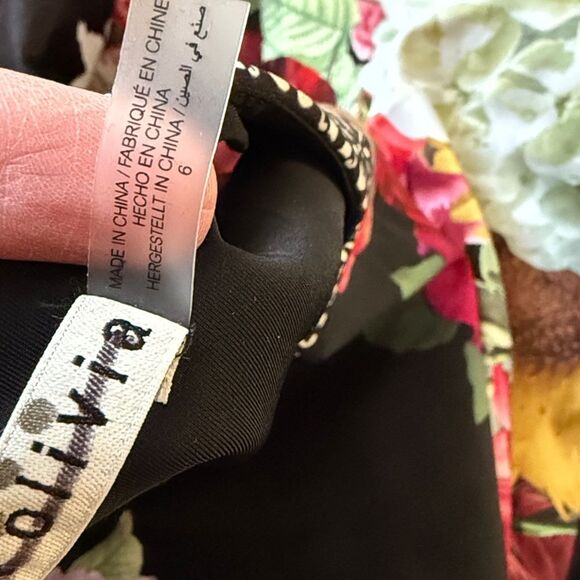 MADE IN CHINA / FABRIQUÉ EN CHINE
HECHO EN CHINA
HERGESTELLT IN CHINA / صنع في الصين
6
olivia